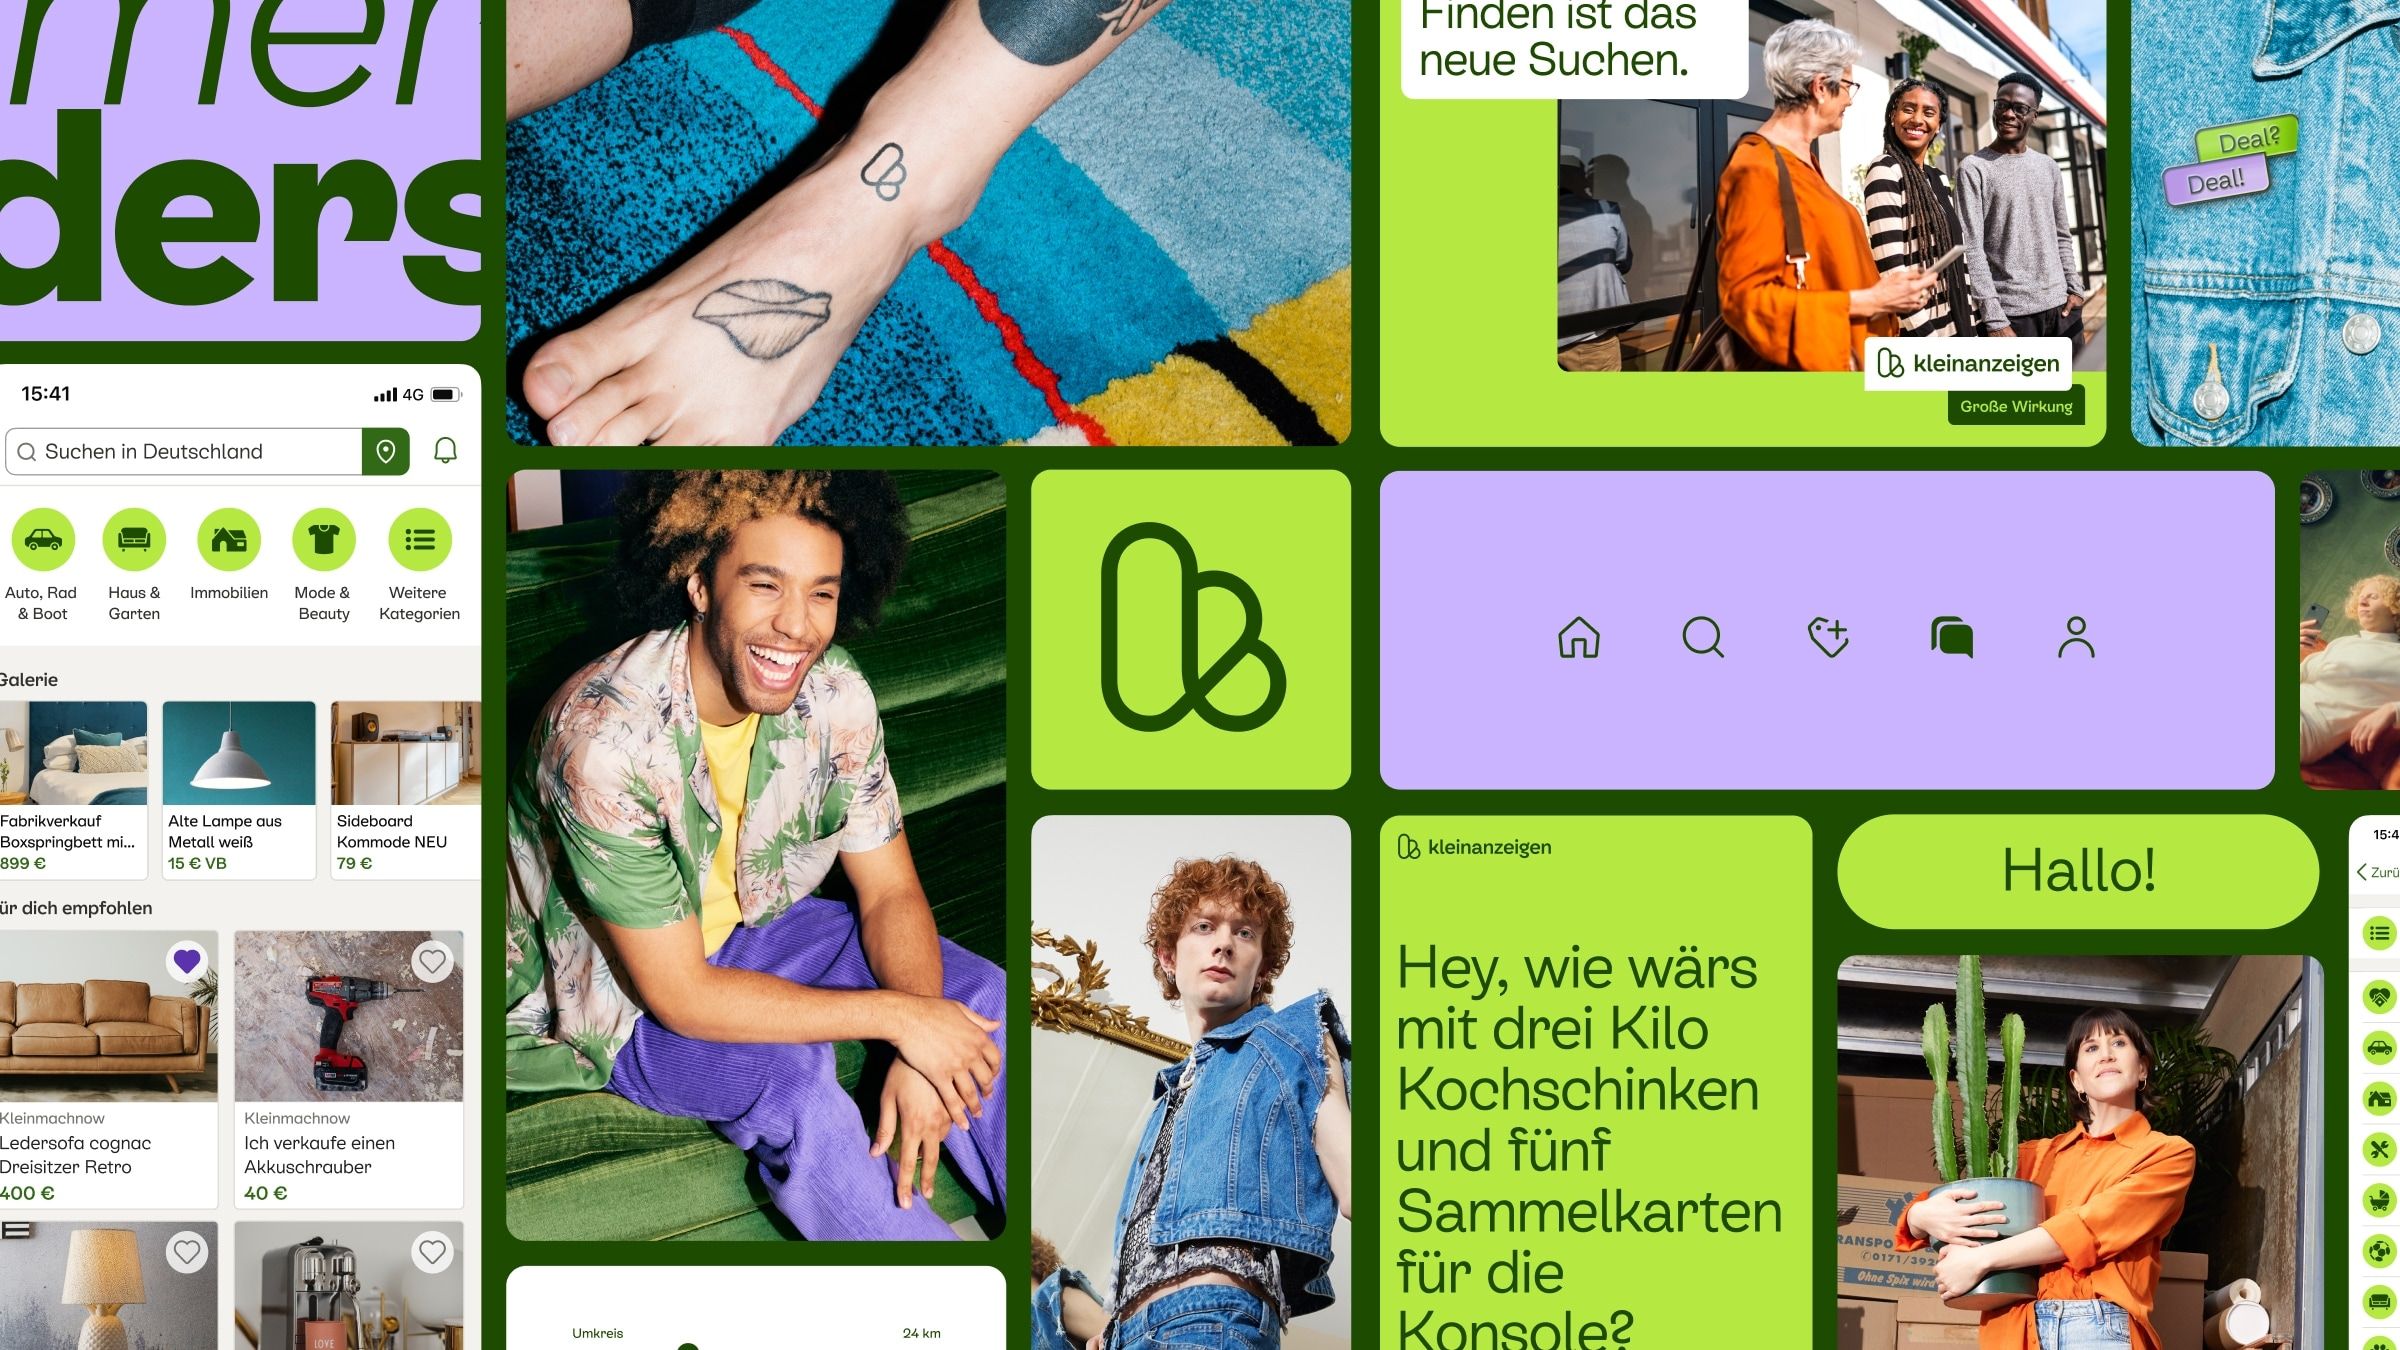 mer
ders
15:41
4G
Suchen in Deutschland
Auto, Rad
& Boot
Haus &
Garten
Immobilien
Mode &
Beauty
Weitere
Kategorien
Galerie
Fabrikverkauf
Boxspringbett mi...
899 €
Alte Lampe aus
Metall weiß
15 € VB
Sideboard
Kommode NEU
79 €
ür dich empfohlen
Kleinmachnow
Ledersofa cognac
Dreisitzer Retro
400 €
Kleinmachnow
Ich verkaufe einen
Akkuschrauber
40 €
LOVE
Umkreis
24 km
Finden ist das
neue Suchen.
kleinanzeigen
Große Wirkung
Deal?
Deal!
kleinanzeigen
Hey, wie wärs
mit drei Kilo
Kochschinken
und fünf
Sammelkarten
für die
Konsole?
Hallo!
RANSPO
0171/392
Ohne Spix wird
15:4
Zurü